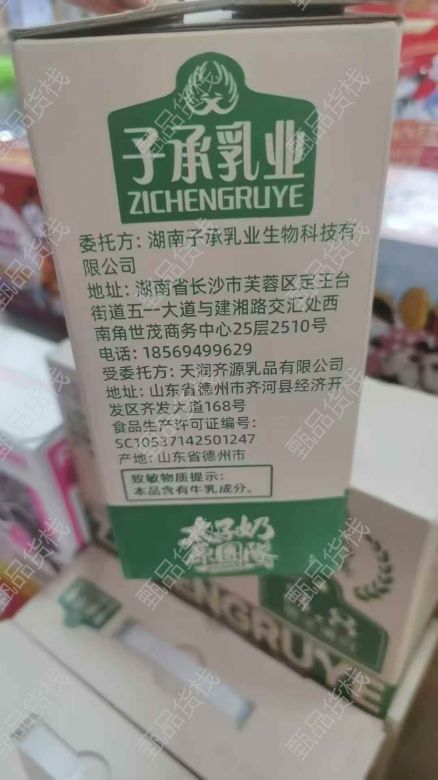 子承乳业
ZICHENGRUYE
委托方: 湖南子承乳业生物科技有
限公司
地址: 湖南省长沙市芙蓉区定王台
街道五一大道与建湘路交汇处西
南角世茂商务中心25层2510号
电话: 18569499629
受委托方: 天润齐源乳品有限公司
地址: 山东省德州市齐河县经济开
发区齐发大道168号
食品生产许可证编号:
SC10537142501247
产地: 山东省德州市
致敏物质提示:
本品含有牛乳成分。
太子奶
原团队
ZICHENGRUYE
子承
甄品货栈